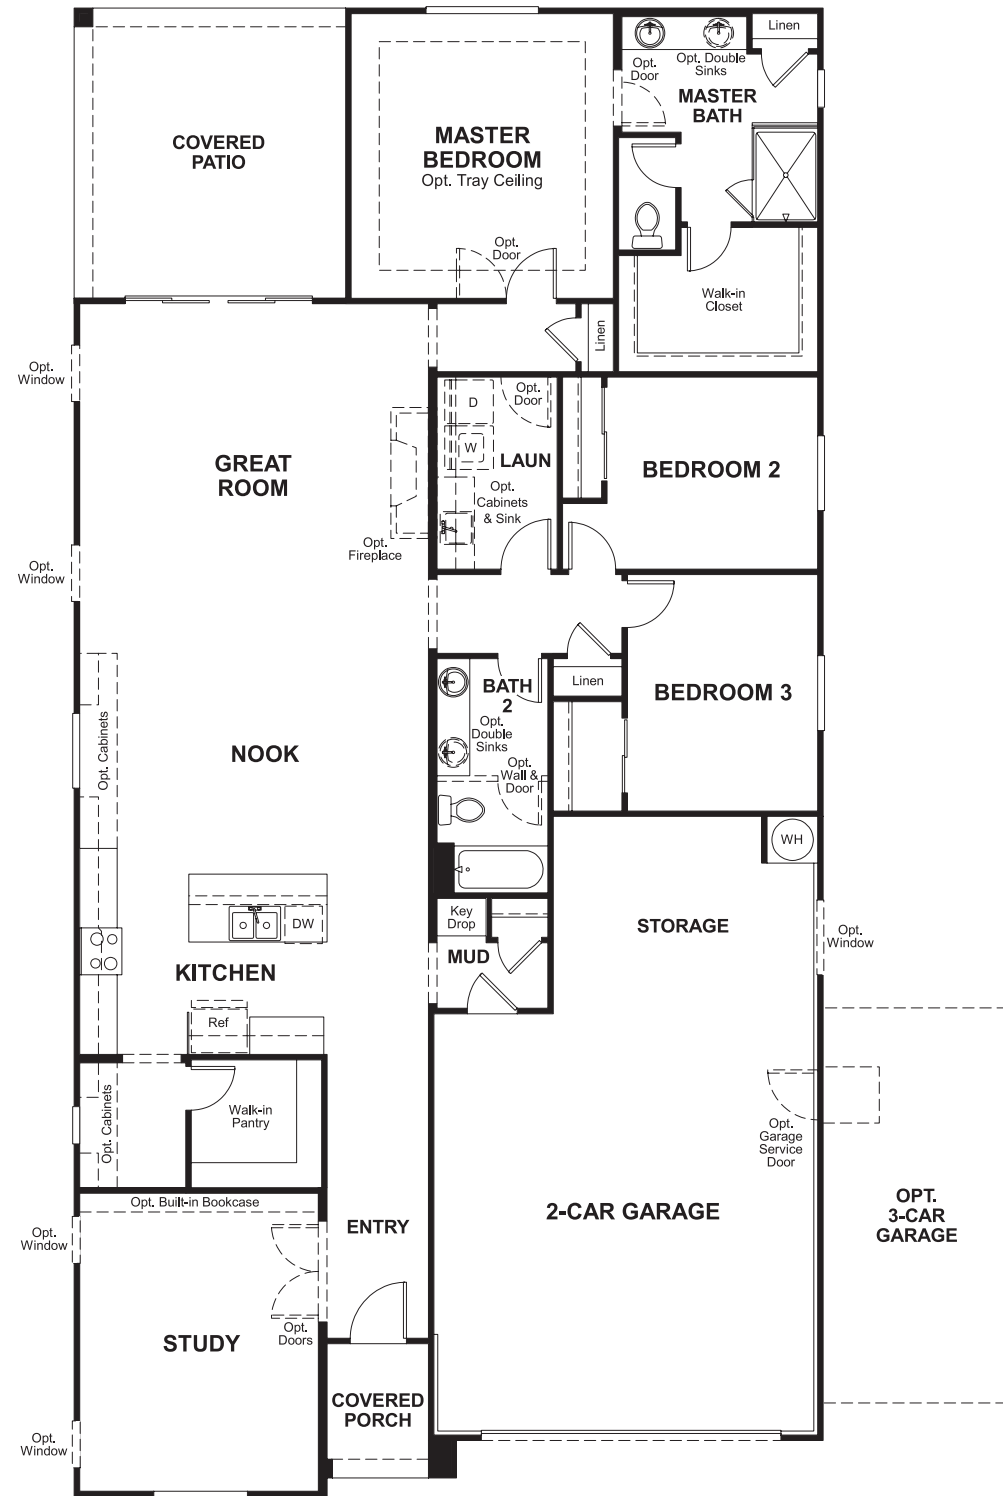 Linen
Opt.
Door
Opt. Double
Sinks
MASTER
BATH
COVERED
PATIO
MASTER
BEDROOM
Opt. Tray Ceiling
Opt.
Door
Walk-in
Closet
Linen
Opt.
Window
D
Opt.
Door
W
LAUN
GREAT
ROOM
BEDROOM 2
Opt.
Cabinets
& Sink
Opt.
Fireplace
Opt.
Window
Linen
BATH
2
BEDROOM 3
Opt.
Double
Sinks
Opt. Cabinets
NOOK
Opt.
Wall &
Door
WH
Key
Drop
DW
STORAGE
Opt.
Window
MUD
KITCHEN
Ref
Opt. Cabinets
Walk-in
Pantry
Opt.
Garage
Service
Door
Opt. Built-in Bookcase
2-CAR GARAGE
OPT.
3-CAR
GARAGE
ENTRY
Opt.
Window
Opt.
Doors
STUDY
COVERED
PORCH
Opt.
Window